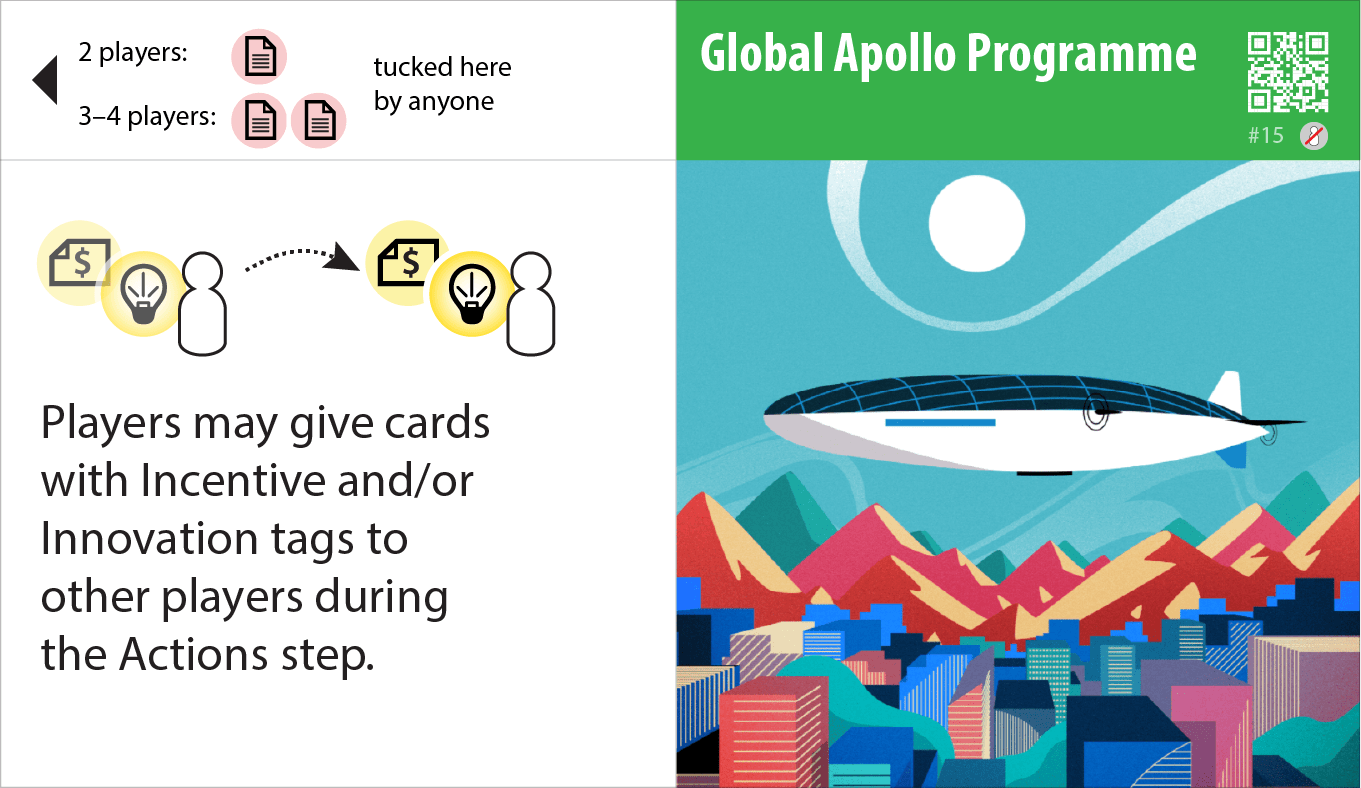 2 players:
3–4 players:
tucked here
by anyone
$
$
Players may give cards
with Incentive and/or
Innovation tags to
other players during
the Actions step.
Global Apollo Programme
#15